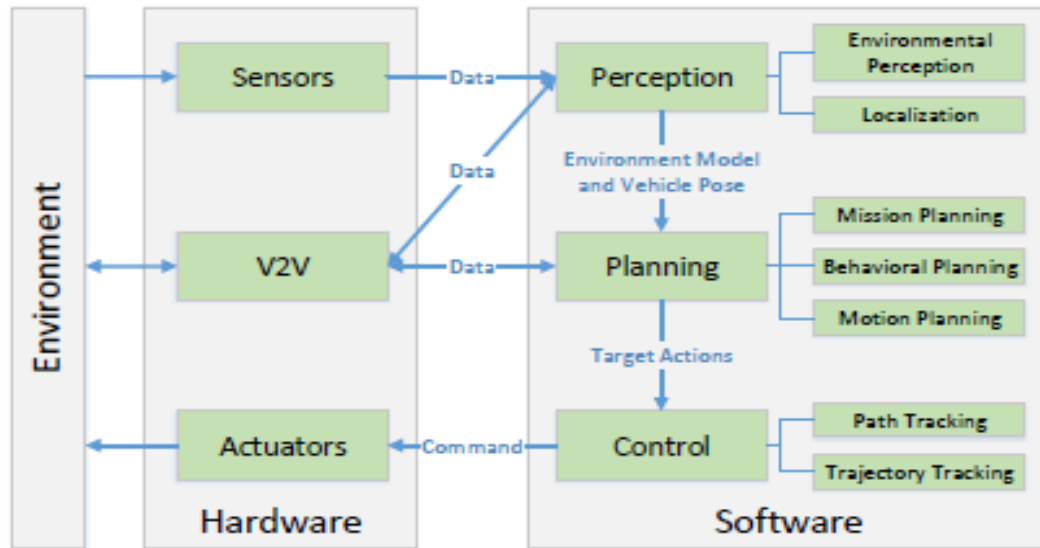 Environment
Sensors
V2V
Actuators
Hardware
Data
Data
Data
Command
Perception
Environment Model
and Vehicle Pose
Planning
Target Actions
Control
Environmental
Perception
Localization
Mission Planning
Behavioral Planning
Motion Planning
Path Tracking
Trajectory Tracking
Software